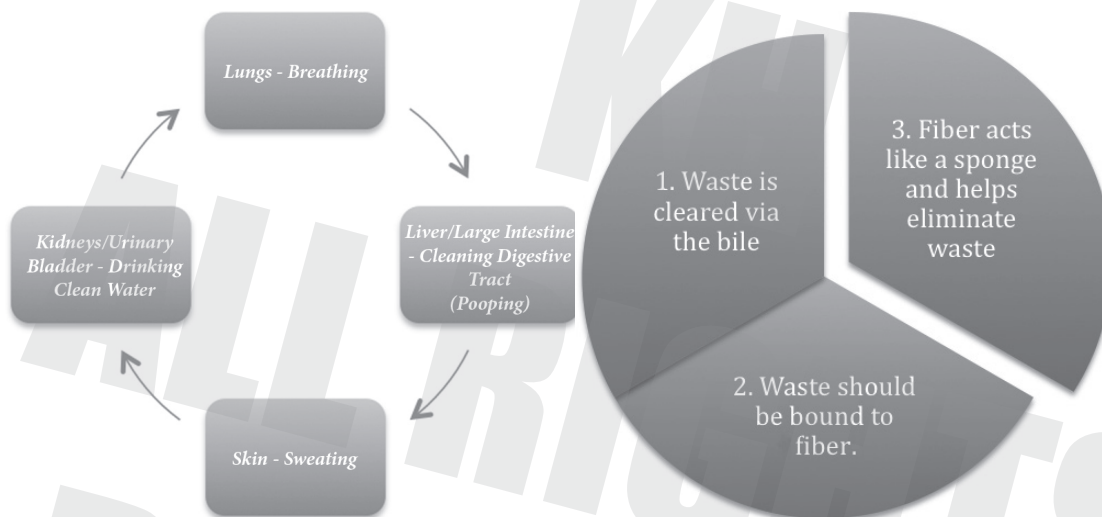 Lungs - Breathing
Liver/Large Intestine
- Cleaning Digestive
Tract
(Pooping)
Skin - Sweating
Kidneys/Urinary
Bladder - Drinking
Clean Water
1. Waste is
cleared via
the bile
2. Waste should
be bound to
fiber.
3. Fiber acts
like a sponge
and helps
eliminate
waste
ALL RIGHTS